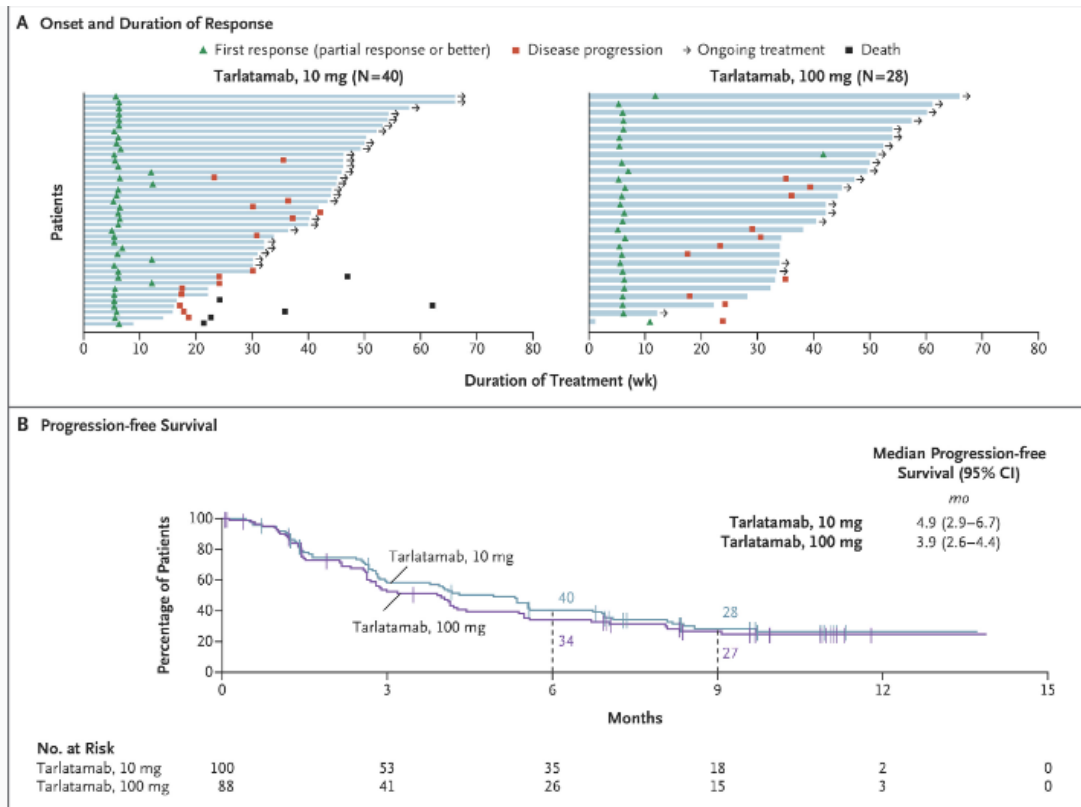 A Onset and Duration of Response
First response (partial response or better) Disease progression Ongoing treatment Death
Tarlatamab, 10 mg (N=40) Tarlatamab, 100 mg (N=28)
Patients
0 10 20 30 40 50 60 70 80 0 10 20 30 40 50 60 70 80
Duration of Treatment (wk)
B Progression-free Survival
Median Progression-free
Survival (95% CI)
mo
Tarlatamab, 10 mg 4.9 (2.9–6.7)
Tarlatamab, 100 mg 3.9 (2.6–4.4)
Percentage of Patients
100
80
60
40
20
0
Tarlatamab, 10 mg
Tarlatamab, 100 mg
40
34
28
27
0 3 6 9 12 15
Months
No. at Risk
Tarlatamab, 10 mg 100 53 35 18 2 0
Tarlatamab, 100 mg 88 41 26 15 3 0